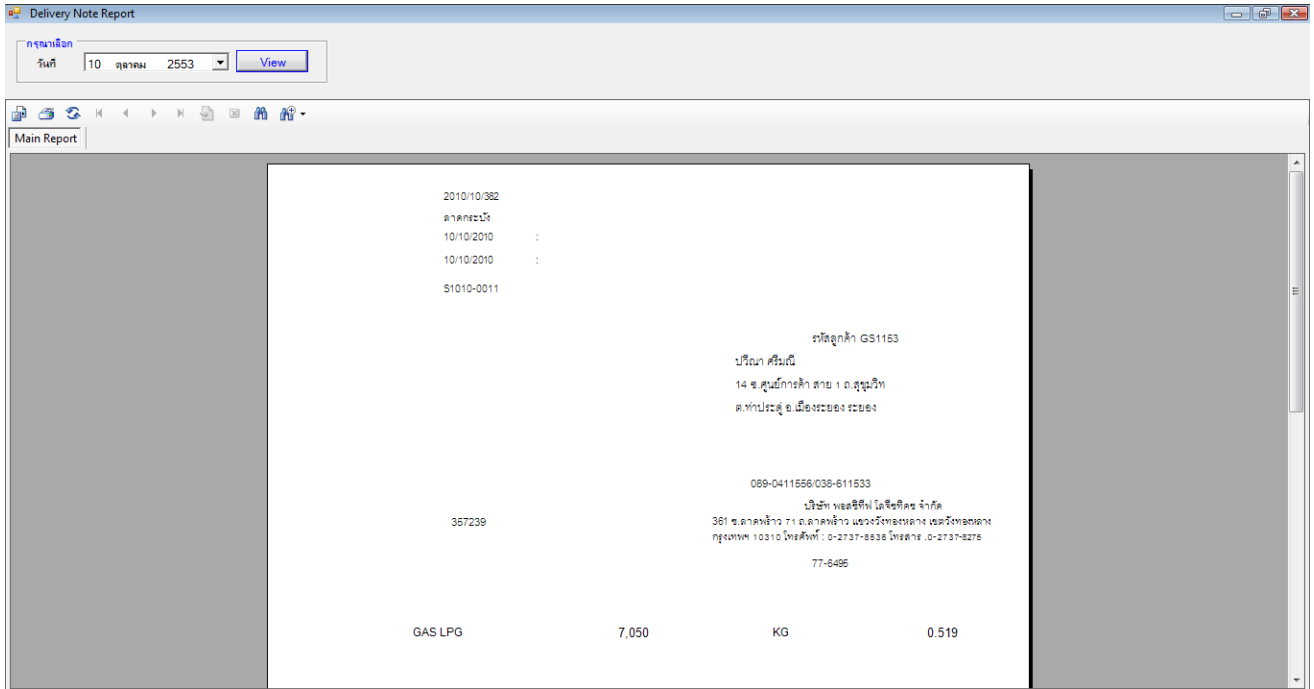 Delivery Note Report
กรุณาเลือก
วันที่ 10 ตุลาคม 2553 View
Main Report
2010/10/382
ลาดกระบัง
10/10/2010 :
10/10/2010 :
S1010-0011
รหัสลูกค้า GS1153
ปวีณา ศรีมณี
14 ซ.ศูนย์การค้า สาย 1 ถ.สุขุมวิท
ต.ท่าประดู่ อ.เมืองระยอง ระยอง
089-0411556/038-611533
บริษัท พอสซิทีฟ โลจิซทิคซ จำกัด
357239
361 ซ.ลาดพร้าว 71 ถ.ลาดพร้าว แขวงวังทองหลาง เขตวังทองหลาง
กรุงเทพฯ 10310 โทรศัพท์ : 0-2737-8538 โทรสาร .0-2737-8275
77-6495
GAS LPG 7,050 KG 0.519